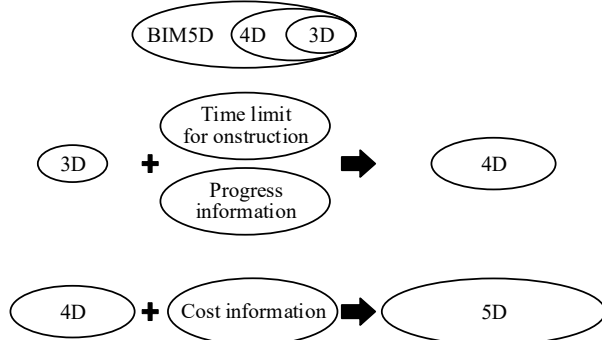 BIM5D 4D 3D
Time limit
for onstruction
3D + 4D
Progress
information
4D + Cost information 5D